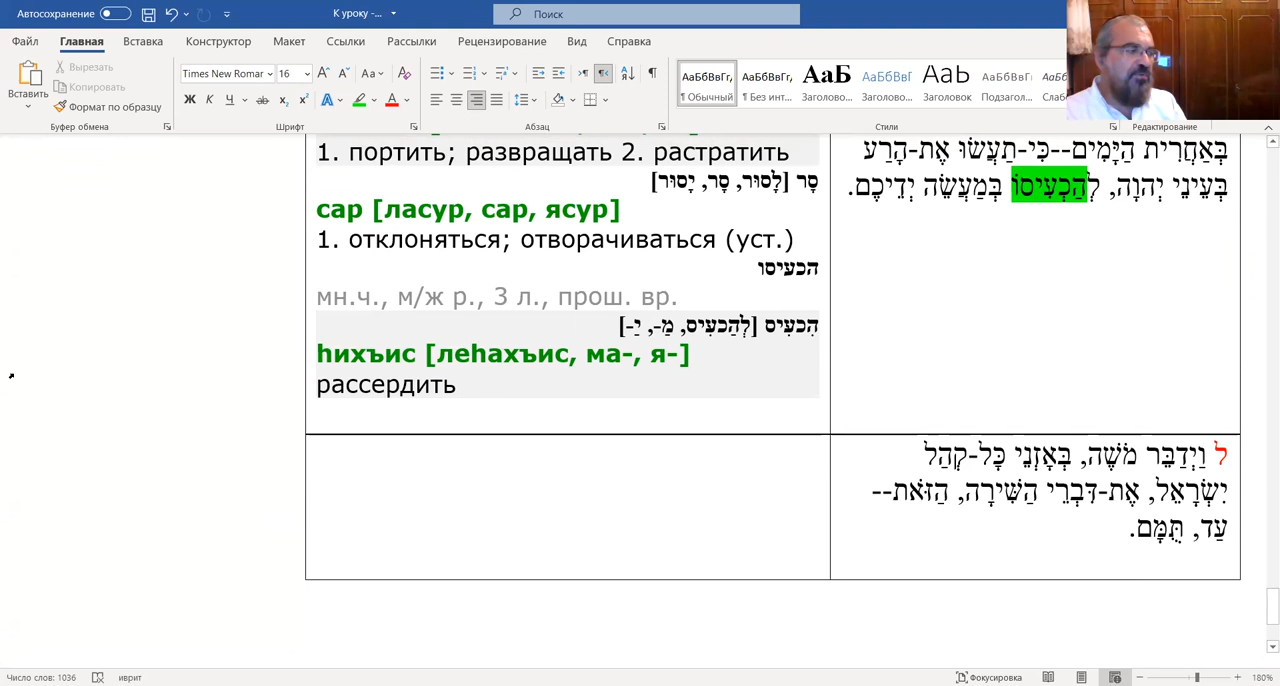 Автосохранение
К уроку -...
Поиск
Файл Главная Вставка Конструктор Макет Ссылки Рассылки Рецензирование Вид Справка
Вставить
Вырезать
Копировать
Формат по образцу
Буфер обмена
Times New Romar 16
Шрифт
Абзац
АаБбВвГг, АаБбВвГг, АаБ АаБбВвГ АаЬ АаБбВвГг,
¶ Обычный ¶ Без инт... Заголово... Заголово... Заголовок Подзагол...
Стили
Редактирование
1. портить; развращать 2. растратить
סָר [לָסוּר, סָר, יָסוּר]
сар [ласур, сар, ясур]
1. отклоняться; отворачиваться (уст.)
הכעיסו
мн.ч., м/ж р., 3 л., прош. вр.
הִכעִיס [לְהַכעִיס, מַ-, יַ-]
hихъис [леhахъис, ма-, я-]
рассердить
בְּאַחֲרִית הַיָּמִים--כִּי-תַעֲשׂוּ אֶת-הָרַע
בְּעֵינֵי יְהוָה, לְהַכְעִיסוֹ בְּמַעֲשֵׂה יְדֵיכֶם.
ל וַיְדַבֵּר מֹשֶׁה, בְּאָזְנֵי כָּל-קְהַל
יִשְׂרָאֵל, אֶת-דִּבְרֵי הַשִּׁירָה, הַזֹּאת--
עַד, תֻּמָּם.
Число слов: 1036 иврит
Фокусировка
180%